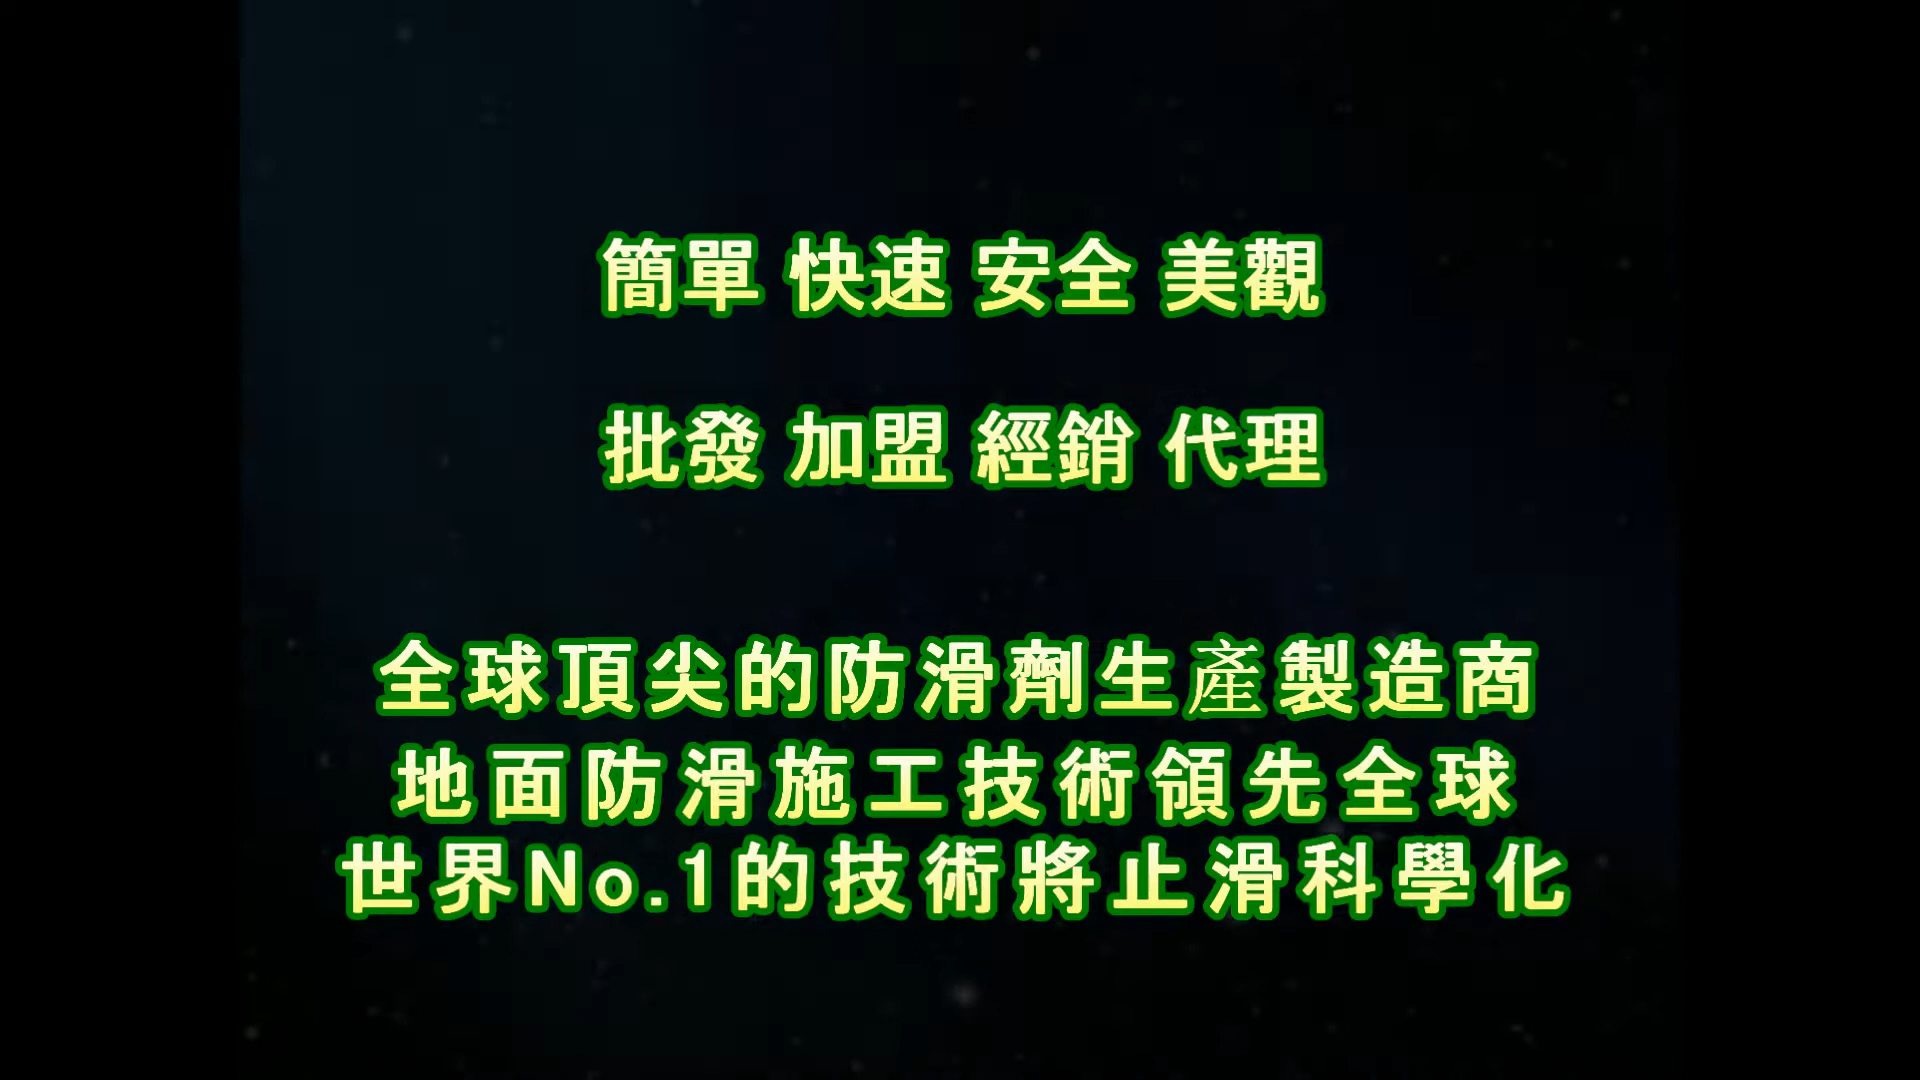 簡單 快速 安全 美觀
批發 加盟 經銷 代理
全球頂尖的防滑劑生產製造商
地面防滑施工技術領先全球
世界No.1的技術將止滑科學化